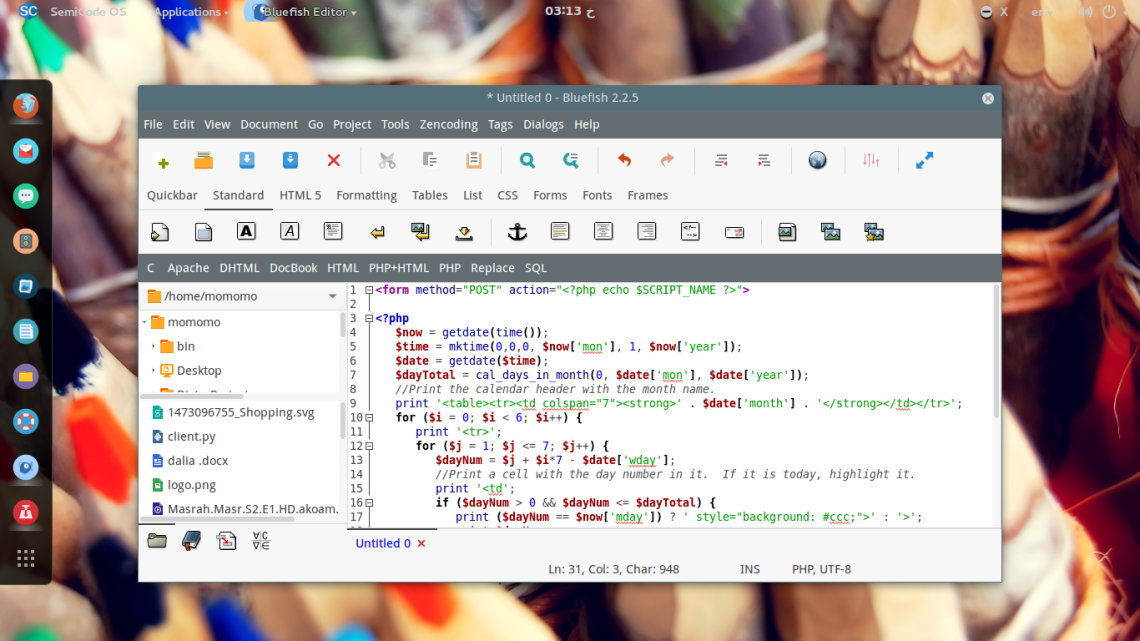 SC SemiCode OS Applications Bluefish Editor 03:13 خ X en
* Untitled 0 - Bluefish 2.2.5
File Edit View Document Go Project Tools Zencoding Tags Dialogs Help
Quickbar Standard HTML 5 Formatting Tables List CSS Forms Fonts Frames
C Apache DHTML DocBook HTML PHP+HTML PHP Replace SQL
/home/momomo
momomo
bin
Desktop
1473096755_Shopping.svg
client.py
dalia .docx
logo.png
Masrah.Masr.S2.E1.HD.akoam.
1 <form method="POST" action="<?php echo $SCRIPT_NAME ?>">
2
3 <?php
4 $now = getdate(time());
5 $time = mktime(0,0,0, $now['mon'], 1, $now['year']);
6 $date = getdate($time);
7 $dayTotal = cal_days_in_month(0, $date['mon'], $date['year']);
8 //Print the calendar header with the month name.
9 print '<table><tr><td colspan="7"><strong>' . $date['month'] . '</strong></td></tr>';
10 for ($i = 0; $i < 6; $i++) {
11 print '<tr>';
12 for ($j = 1; $j <= 7; $j++) {
13 $dayNum = $j + $i*7 - $date['wday'];
14 //Print a cell with the day number in it.  If it is today, highlight it.
15 print '<td';
16 if ($dayNum > 0 && $dayNum <= $dayTotal) {
17 print ($dayNum == $now['mday']) ? ' style="background: #ccc;">' : '>';
Untitled 0
Ln: 31, Col: 3, Char: 948 INS PHP, UTF-8